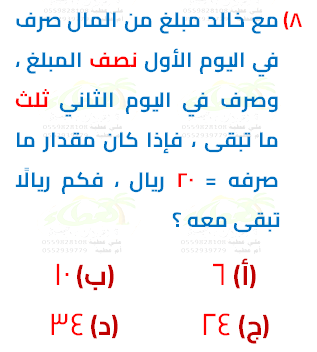 ٨) مع خالد مبلغ من المال صرف
في اليوم الأول نصف المبلغ ،
وصرف في اليوم الثاني ثلث
ما تبقى ، فإذا كان مقدار ما
صرفه = ٢٠ ريال ، فكم ريالًا
تبقى معه ؟
(أ) ٦ (ب) ١٠
(ج) ٢٤ (د) ٣٤